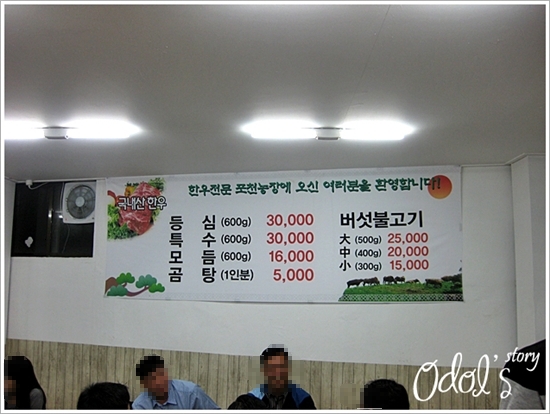 한우전문 포천농장에 오신 여러분을 환영합니다!
국내산 한우
등 심 (600g) 30,000
특 수 (600g) 30,000
모 듬 (600g) 16,000
곰 탕 (1인분) 5,000
버섯불고기
大 (500g) 25,000
中 (400g) 20,000
小 (300g) 15,000
Odol's story